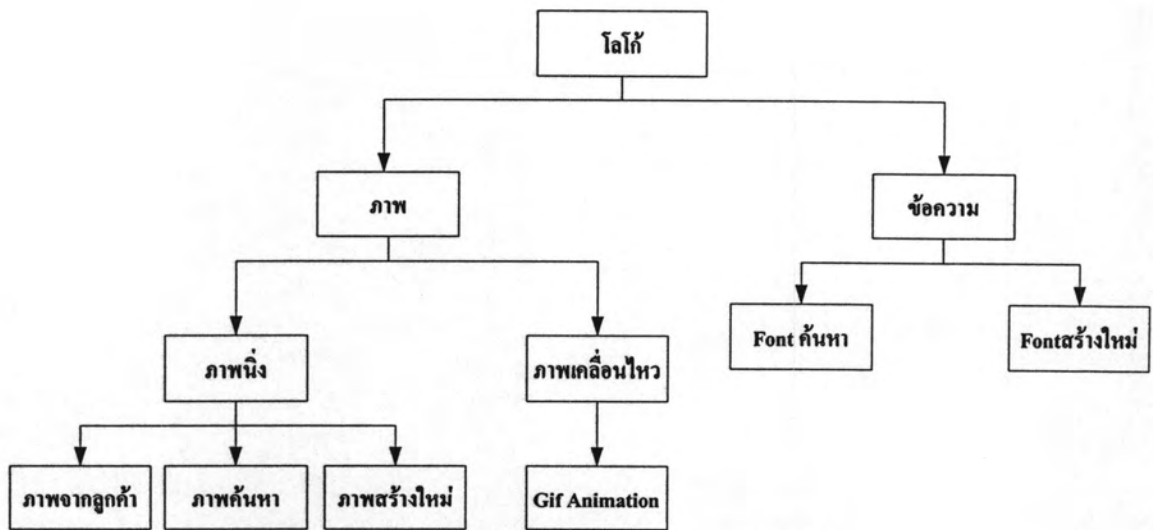 โลโก้
ภาพ
ข้อความ
ภาพนิ่ง
ภาพเคลื่อนไหว
Font ค้นหา
Fontสร้างใหม่
ภาพจากลูกค้า
ภาพค้นหา
ภาพสร้างใหม่
Gif Animation